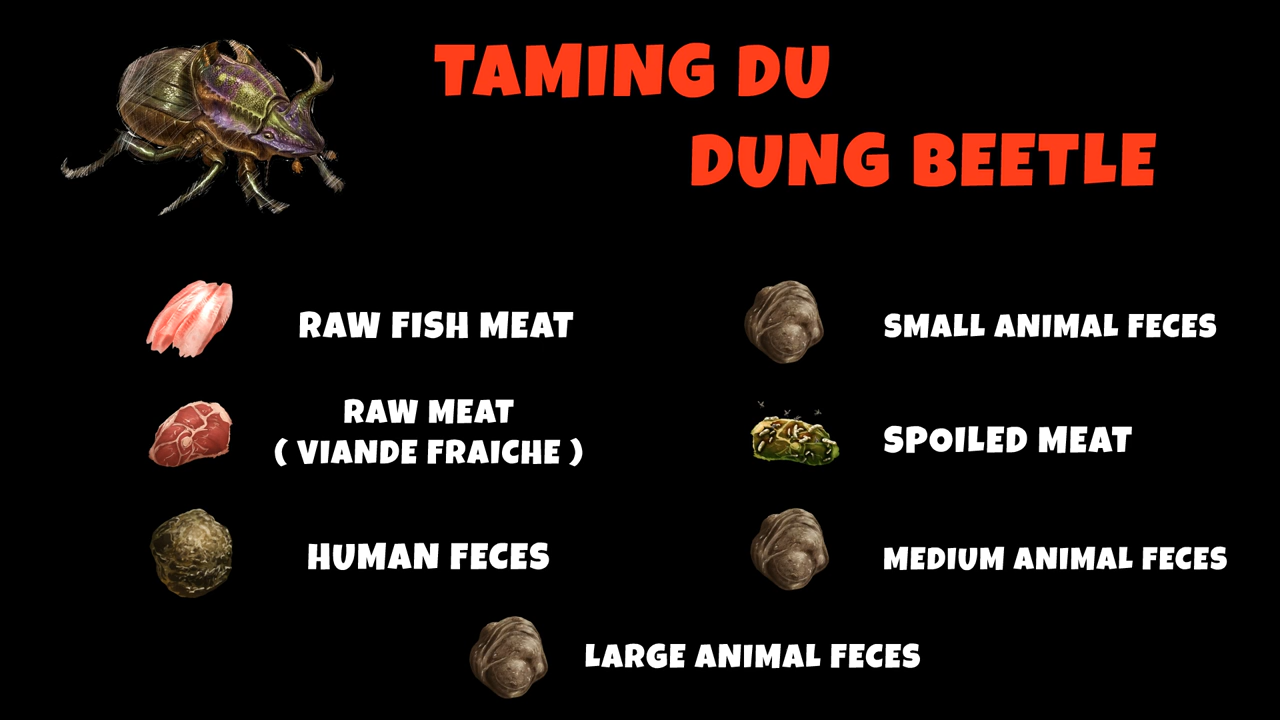 TAMING DU
DUNG BEETLE
RAW FISH MEAT
SMALL ANIMAL FECES
RAW MEAT
( VIANDE FRAICHE )
SPOILED MEAT
HUMAN FECES
MEDIUM ANIMAL FECES
LARGE ANIMAL FECES